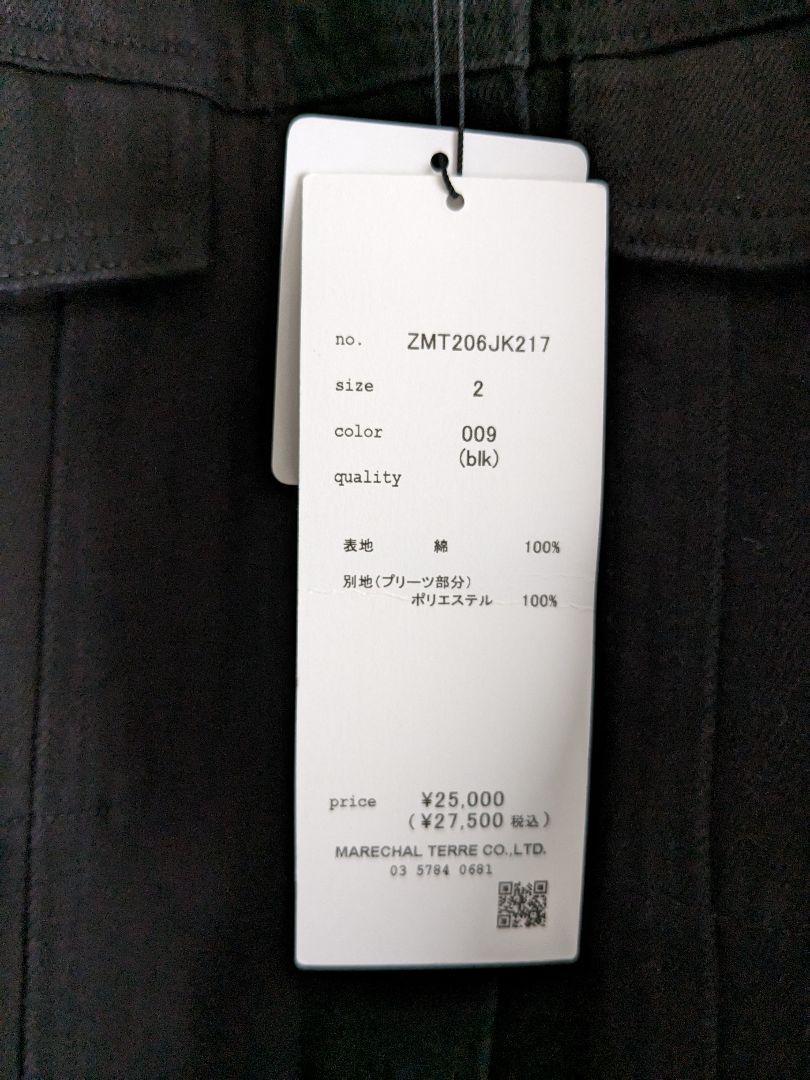 no. ZMT206JK217
size 2
color 009
(blk)
quality
表地 綿 100%
別地(プリーツ部分)
ポリエステル 100%
price ¥25,000
(¥27,500 税込)
MARECHAL TERRE CO.,LTD.
03 5784 0681